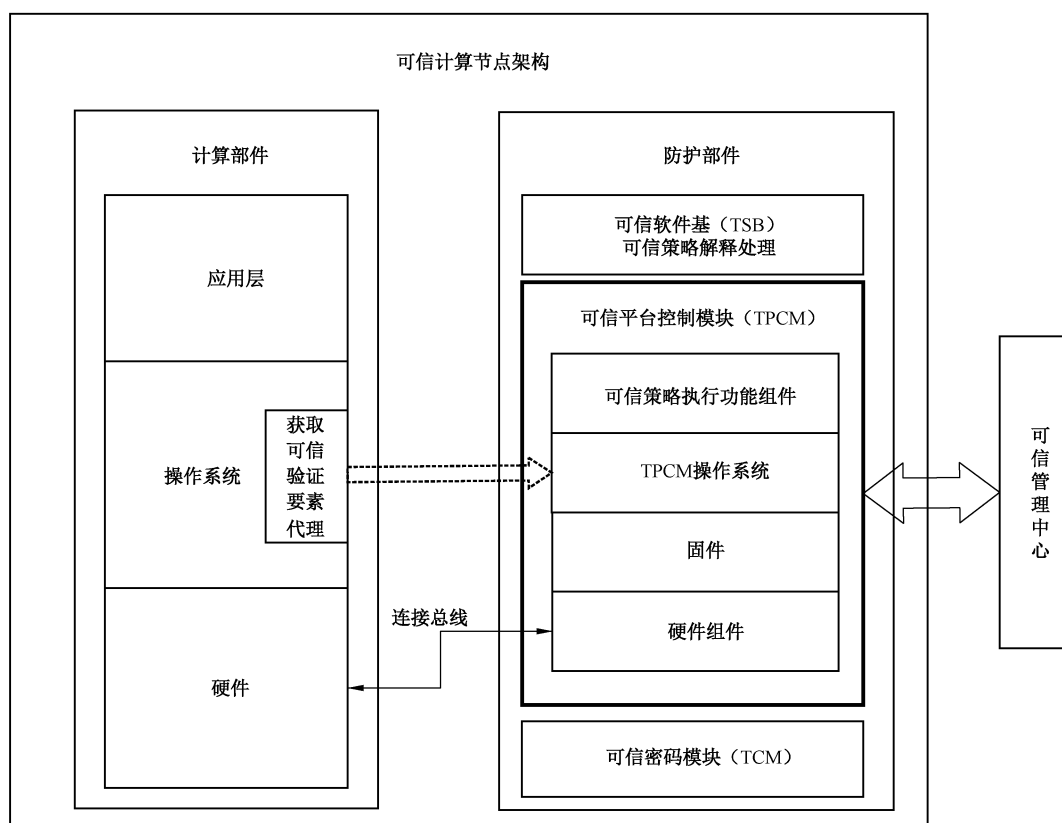 可信计算节点架构
计算部件
应用层
操作系统
获取
可信
验证
要素
代理
硬件
连接总线
防护部件
可信软件基（TSB）
可信策略解释处理
可信平台控制模块（TPCM）
可信策略执行功能组件
TPCM操作系统
固件
硬件组件
可信密码模块（TCM）
可信管理中心